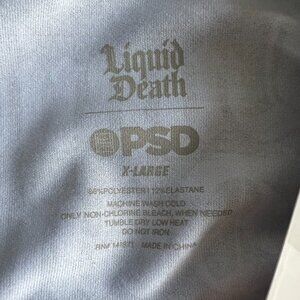 Liquid
Death
PSD
X-LARGE
88%POLYESTER | 12%ELASTANE
MACHINE WASH COLD
ONLY NON-CHLORINE BLEACH, WHEN NEEDED
TUMBLE DRY LOW HEAT
DO NOT IRON
RN# MADE IN CHINA